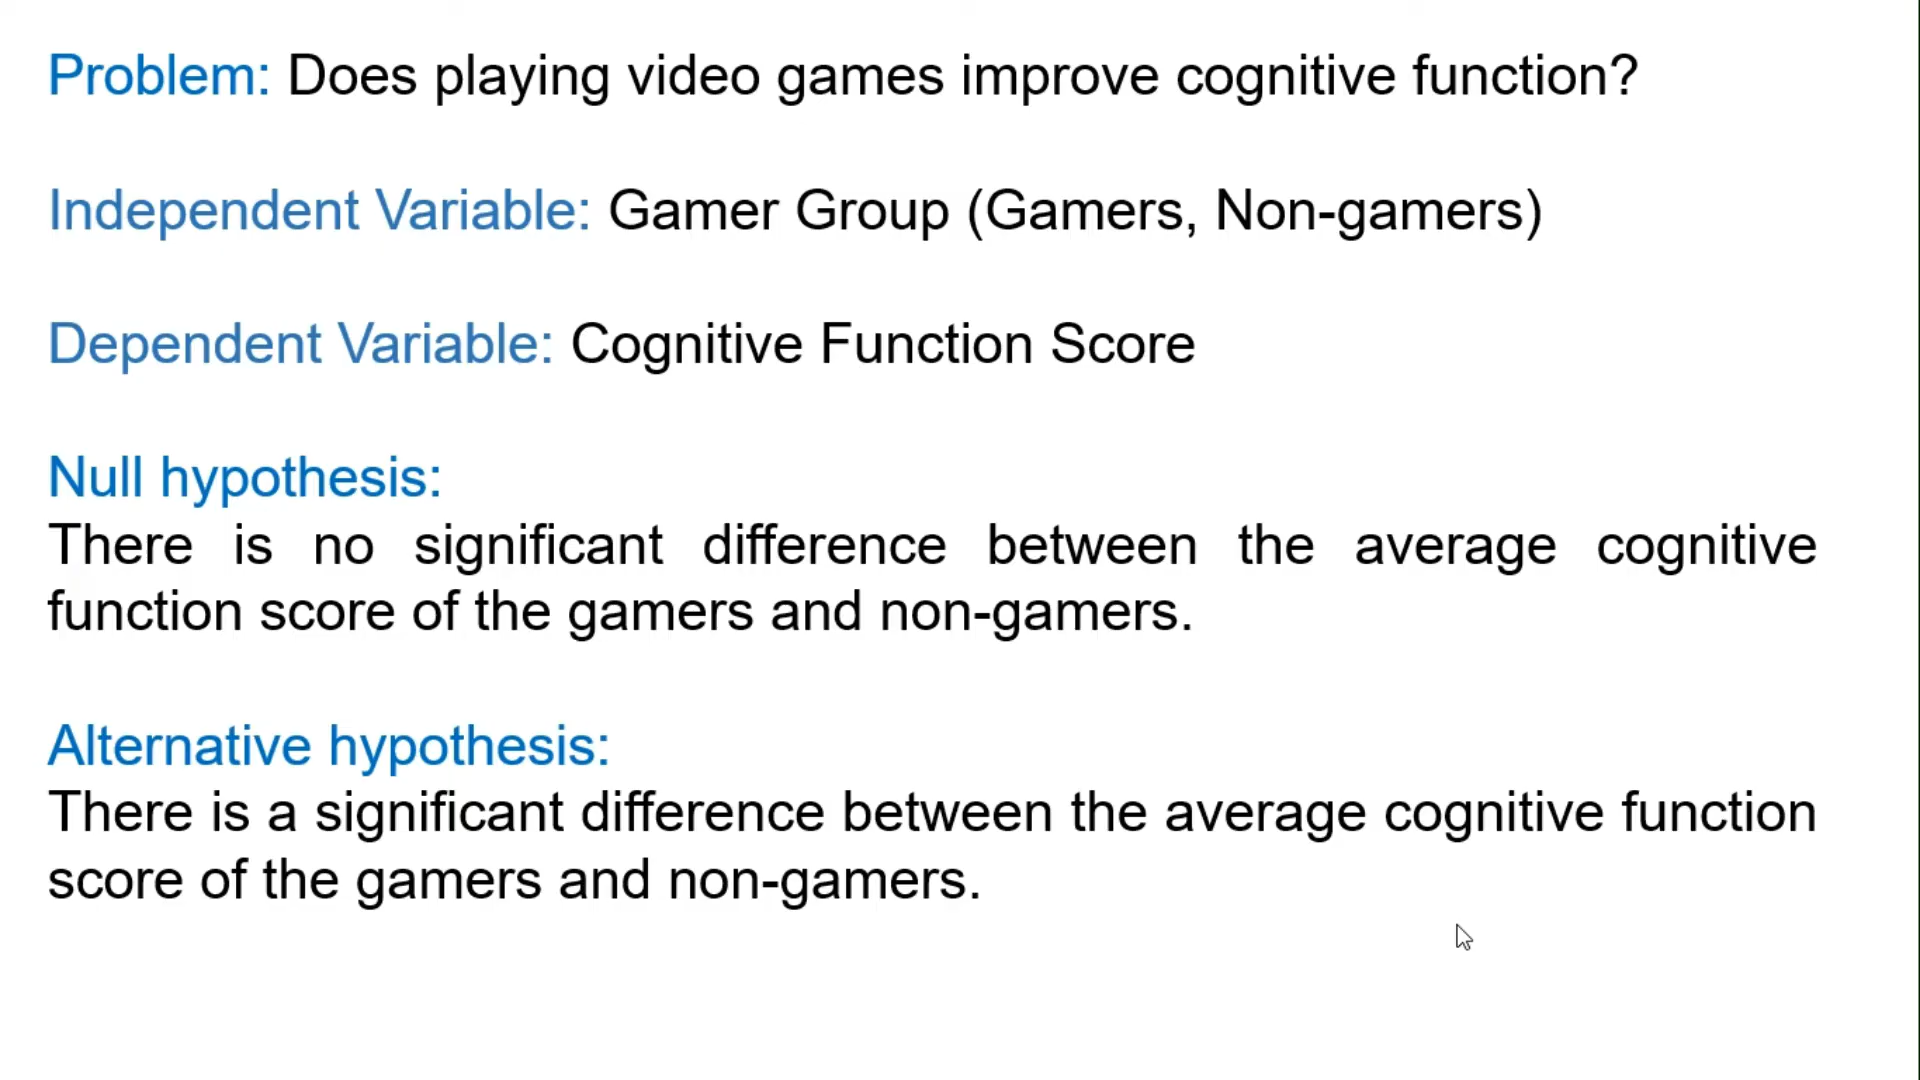 Problem: Does playing video games improve cognitive function?
Independent Variable: Gamer Group (Gamers, Non-gamers)
Dependent Variable: Cognitive Function Score
Null hypothesis:
There is no significant difference between the average cognitive
function score of the gamers and non-gamers.
Alternative hypothesis:
There is a significant difference between the average cognitive function
score of the gamers and non-gamers.